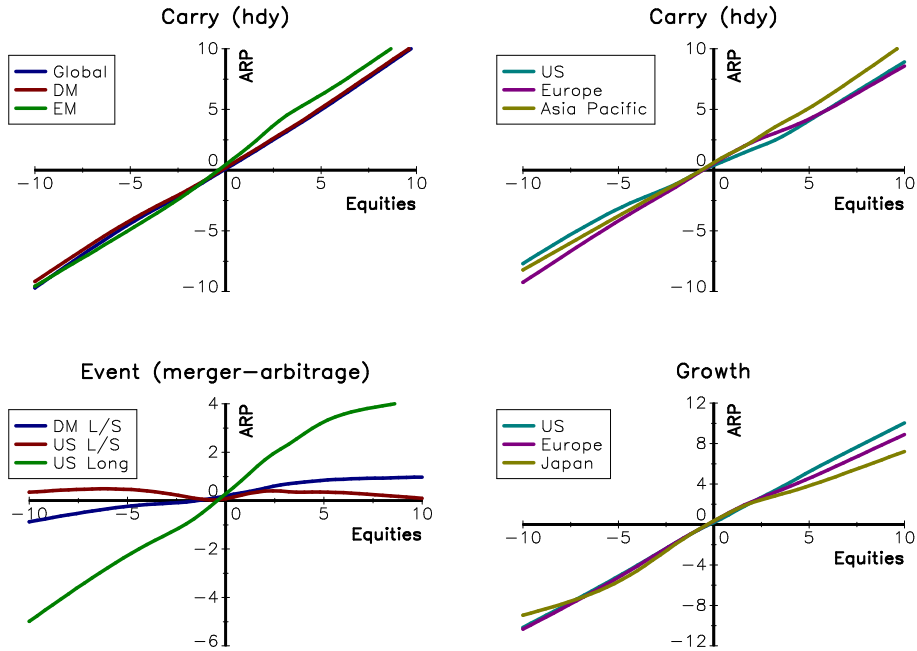 Carry (hdy)
Global
DM
EM
ARP
10
5
0
−10
−5
0
5
10
Equities
−5
−10
Carry (hdy)
US
Europe
Asia Pacific
ARP
10
5
0
−10
−5
0
5
10
Equities
−5
−10
Event (merger−arbitrage)
DM L/S
US L/S
US Long
ARP
4
2
0
−10
−5
0
5
10
Equities
−2
−4
−6
Growth
US
Europe
Japan
ARP
12
8
4
0
−10
−5
0
5
10
Equities
−4
−8
−12